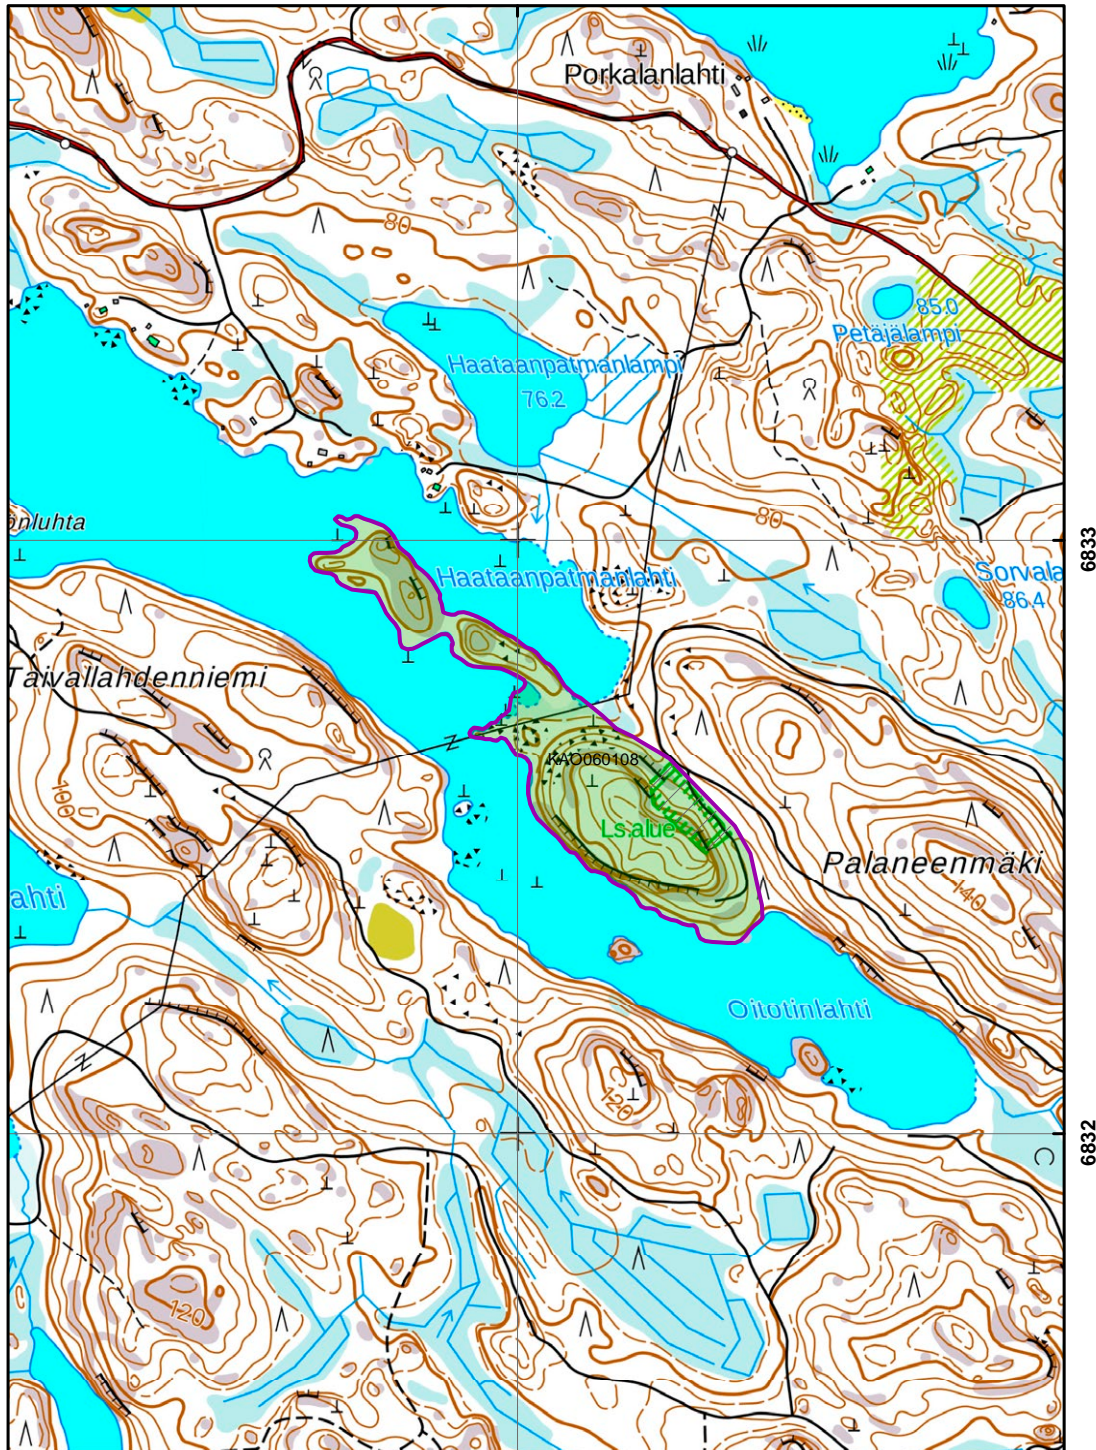 Porkalanlahti
N
N
80
85.0
Petäjälampi
Haataanpatmanlampi
76.2
80
onluhta
6833
Haataanpatmanlahti
Sorvala
86.4
Taivallahdenniemi
N
KAO060108
100
Ls.alue
Palaneenmäki
140
ahti
Oitotinlahti
N
120
6832
C
120